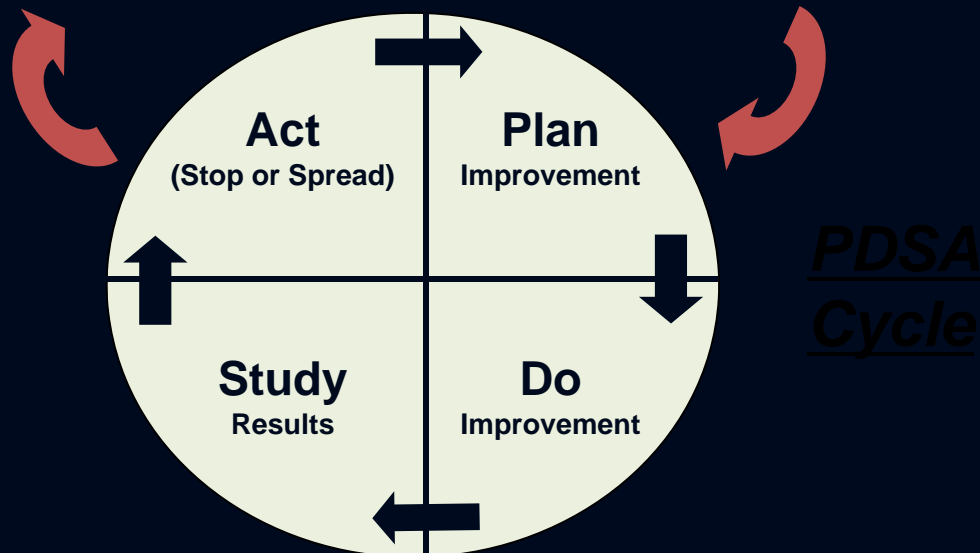 Act
(Stop or Spread)
Plan
Improvement
PDSA
Cycle
Study
Results
Do
Improvement